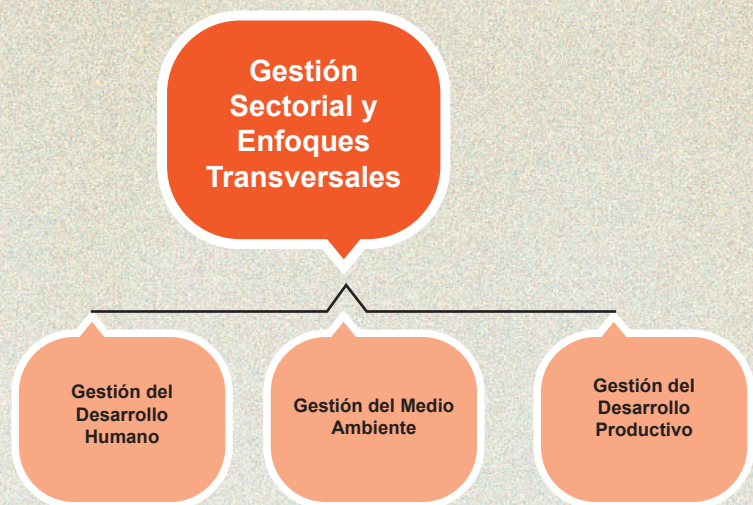 Gestión
Sectorial y
Enfoques
Transversales
Gestión del
Desarrollo
Humano
Gestión del Medio
Ambiente
Gestión del
Desarrollo
Productivo